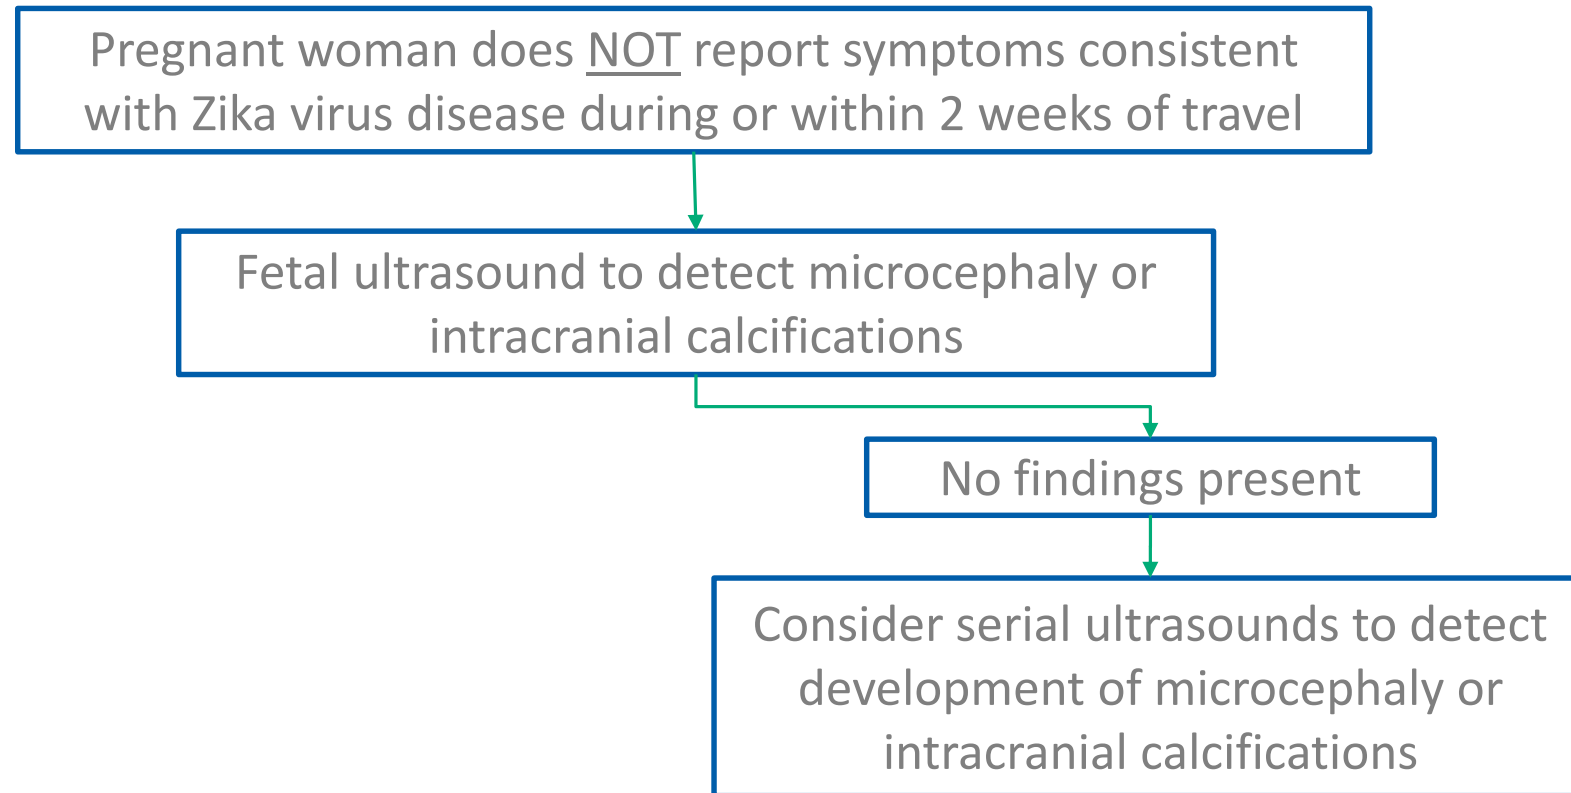 Pregnant woman does NOT report symptoms consistent
with Zika virus disease during or within 2 weeks of travel
Fetal ultrasound to detect microcephaly or
intracranial calcifications
No findings present
Consider serial ultrasounds to detect
development of microcephaly or
intracranial calcifications